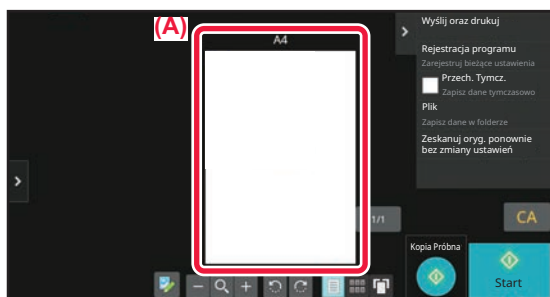 (A)
A4
Wyślij oraz drukuj
Rejestracja programu
Zarejestruj bieżące ustawienia
Przech. Tymcz.
Zapisz dane tymczasowo
Plik
Zapisz dane w folderze
Zeskanuj oryg. ponownie
bez zmiany ustawień
1/1
CA
Kopia Próbna
Start